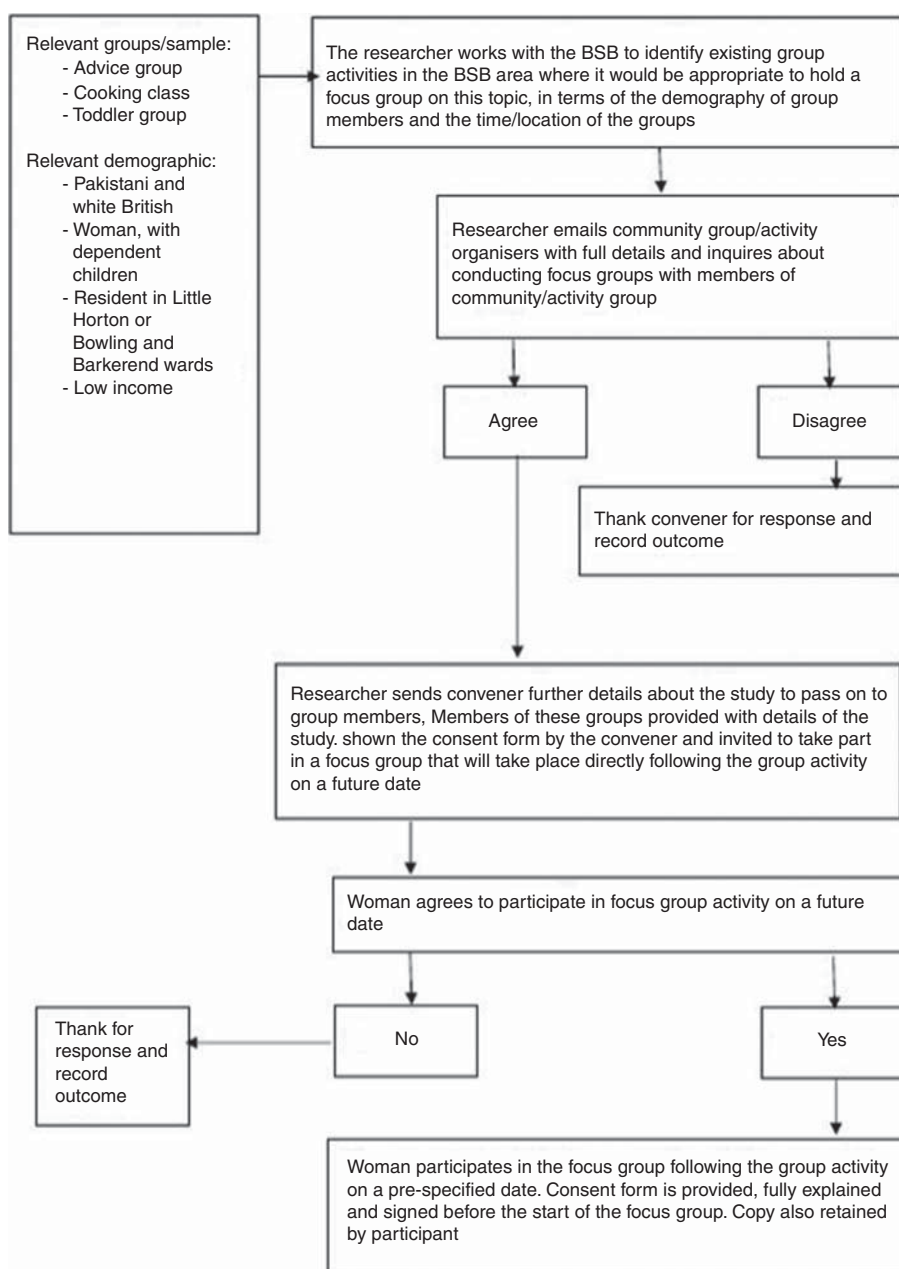 Relevant groups/sample:
- Advice group
- Cooking class
- Toddler group
Relevant demographic:
- Pakistani and
white British
- Woman, with
dependent
children
- Resident in Little
Horton or
Bowling and
Barkerend wards
- Low income
The researcher works with the BSB to identify existing group
activities in the BSB area where it would be appropriate to hold a
focus group on this topic, in terms of the demography of group
members and the time/location of the groups
Researcher emails community group/activity
organisers with full details and inquires about
conducting focus groups with members of
community/activity group
Agree
Disagree
Thank convener for response and
record outcome
Researcher sends convener further details about the study to pass on to
group members, Members of these groups provided with details of the
study. shown the consent form by the convener and invited to take part
in a focus group that will take place directly following the group activity
on a future date
Woman agrees to participate in focus group activity on a future
date
No
Yes
Thank for
response and
record
outcome
Woman participates in the focus group following the group activity
on a pre-specified date. Consent form is provided, fully explained
and signed before the start of the focus group. Copy also retained
by participant